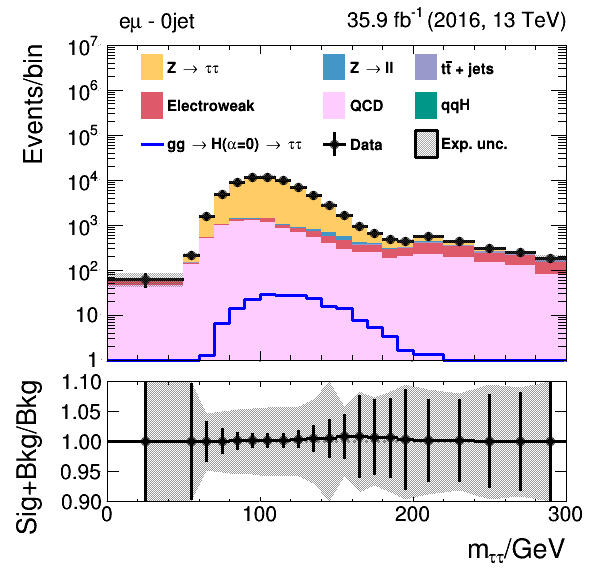 eμ - 0jet 35.9 fb⁻¹ (2016, 13 TeV)
Events/bin
10⁷
10⁶
10⁵
10⁴
10³
10²
10
1
Z → ττ Z → ll tt̄ + jets
Electroweak QCD qqH
gg → H(α=0) → ττ Data Exp. unc.
Sig+Bkg/Bkg
1.10
1.05
1.00
0.95
0.90
0 100 200 300
m_ττ/GeV